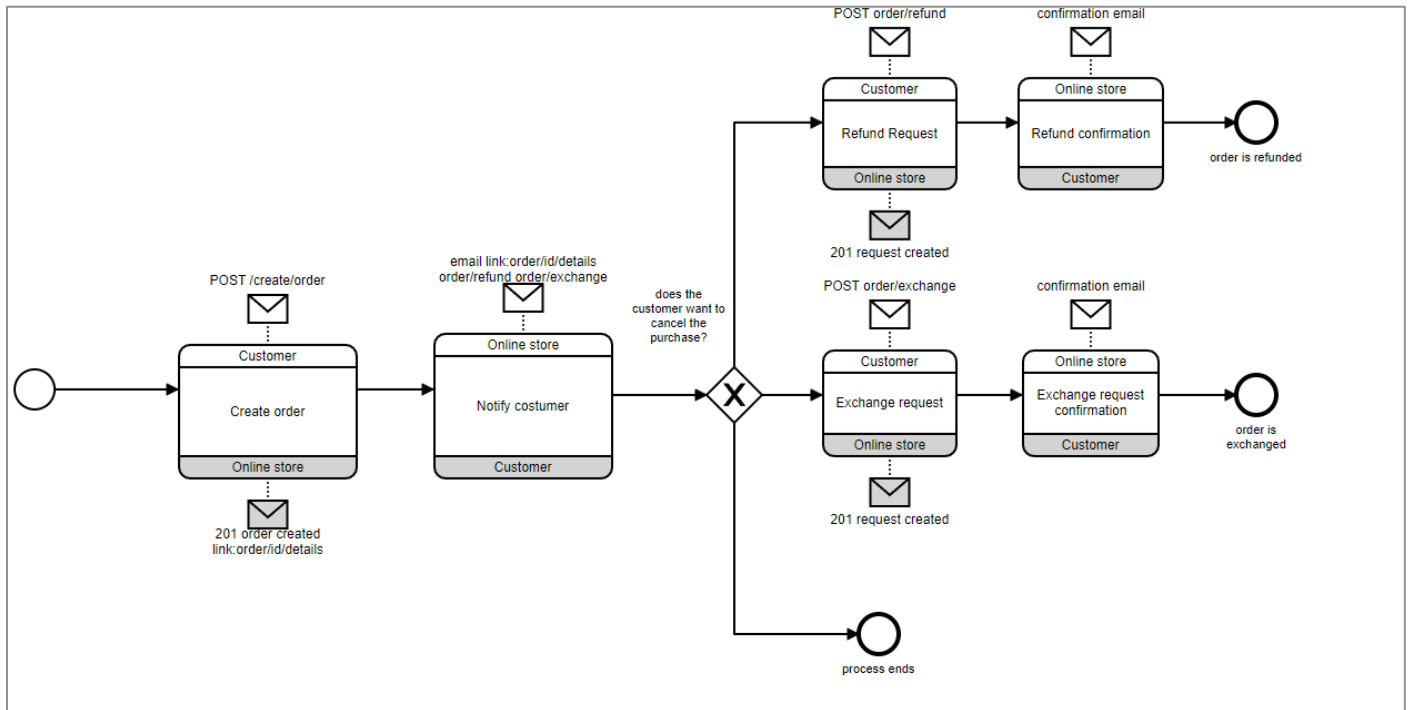 POST order/refund
confirmation email
Customer
Refund Request
Online store
201 request created
Online store
Refund confirmation
Customer
order is refunded
POST /create/order
Customer
Create order
Online store
201 order created
link:order/id/details
email link:order/id/details
order/refund order/exchange
Online store
Notify costumer
Customer
does the
customer want to
cancel the
purchase?
X
POST order/exchange
confirmation email
Customer
Exchange request
Online store
201 request created
Online store
Exchange request
confirmation
Customer
order is
exchanged
process ends